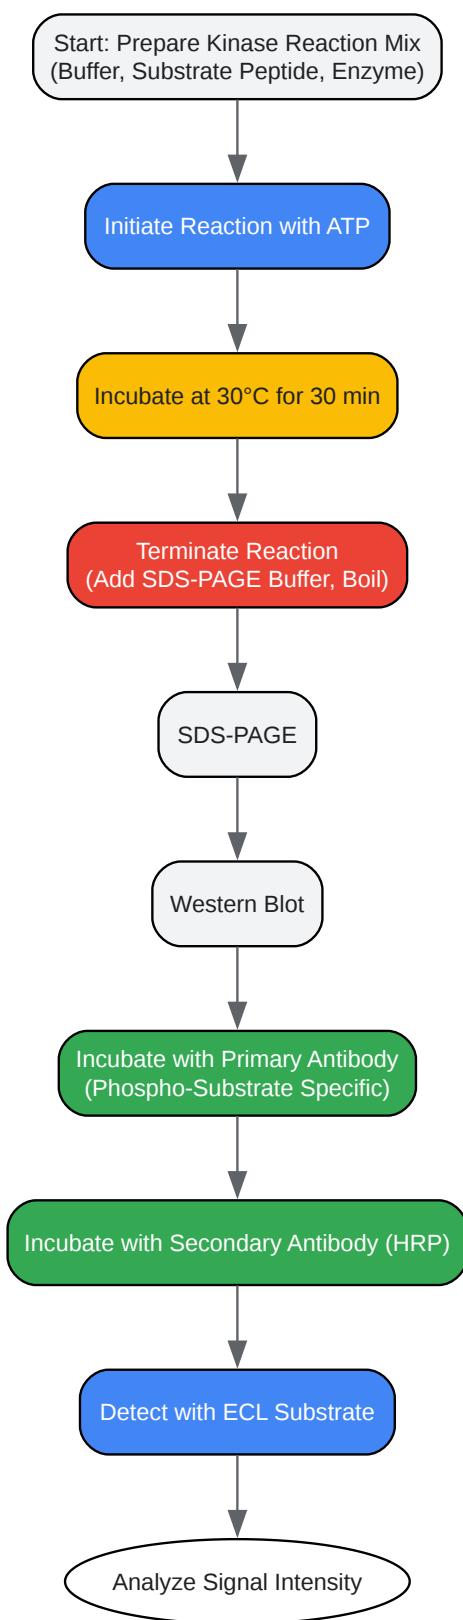 Start: Prepare Kinase Reaction Mix
(Buffer, Substrate Peptide, Enzyme)
Initiate Reaction with ATP
Incubate at 30°C for 30 min
Terminate Reaction
(Add SDS-PAGE Buffer, Boil)
SDS-PAGE
Western Blot
Incubate with Primary Antibody
(Phospho-Substrate Specific)
Incubate with Secondary Antibody (HRP)
Detect with ECL Substrate
Analyze Signal Intensity